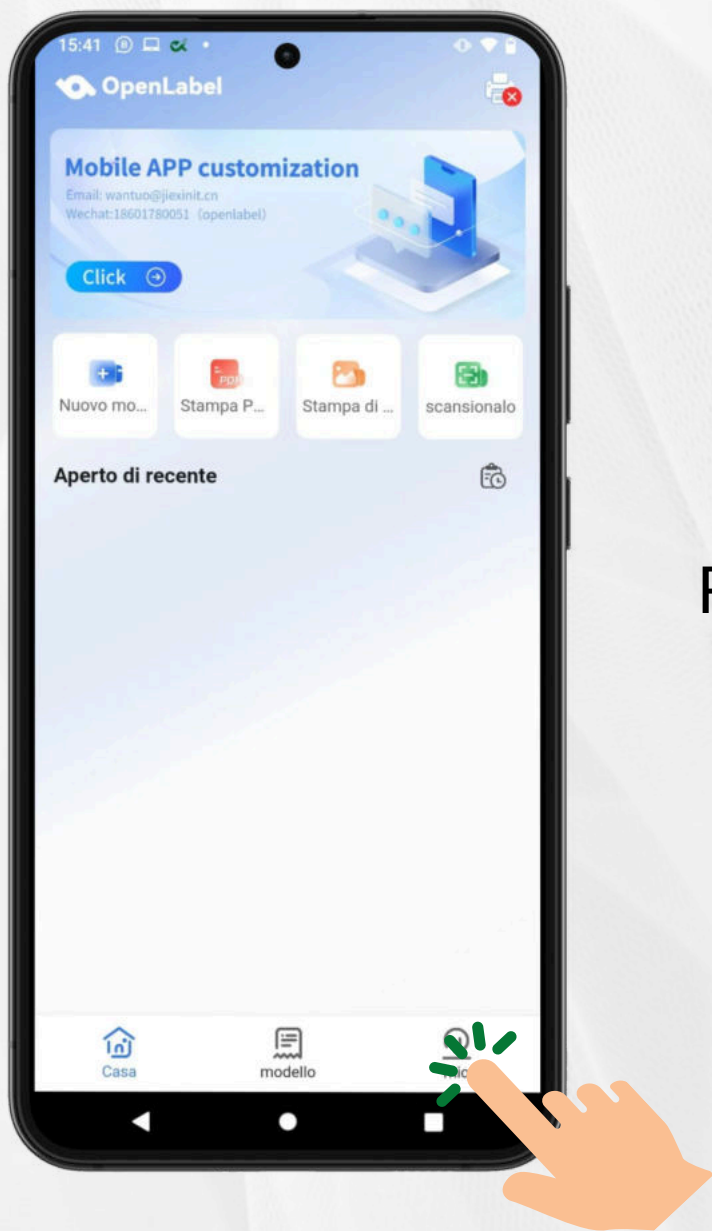 15:41
OpenLabel
Mobile APP customization
Email: wantuo@jiexinit.cn
Wechat:18601780051 (openlabel)
Click
Nuovo mo...
PDF
Stampa P...
Stampa di ...
scansionalo
Aperto di recente
Casa
modello